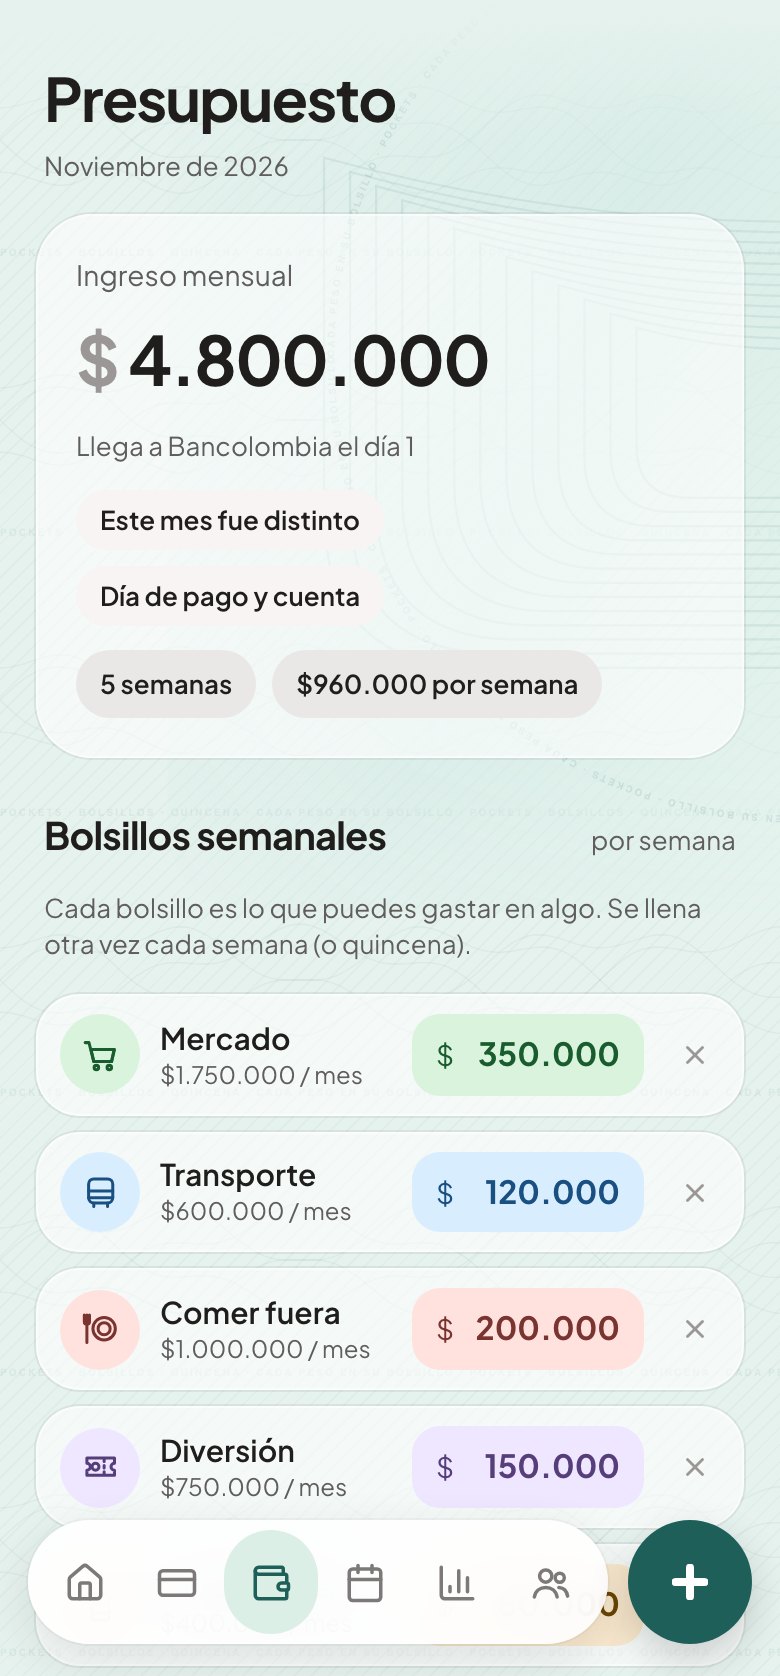 Presupuesto
Noviembre de 2026
Ingreso mensual
$ 4.800.000
Llega a Bancolombia el día 1
Este mes fue distinto
Día de pago y cuenta
5 semanas
$960.000 por semana
Bolsillos semanales
por semana
Cada bolsillo es lo que puedes gastar en algo. Se llena
otra vez cada semana (o quincena).
Mercado
$ 350.000
$1.750.000 / mes
Transporte
$ 120.000
$600.000 / mes
Comer fuera
$ 200.000
$1.000.000 / mes
Diversión
$ 150.000
$750.000 / mes